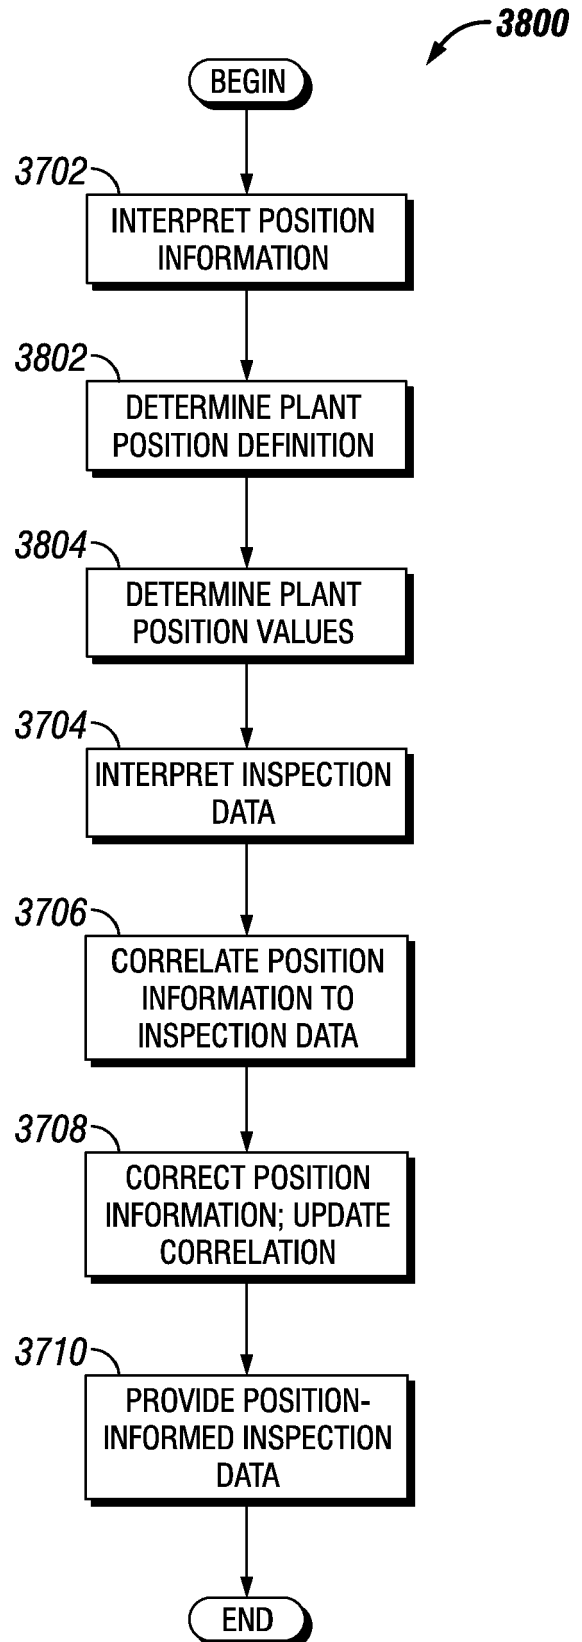 3800
BEGIN
3702
INTERPRET POSITION
INFORMATION
3802
DETERMINE PLANT
POSITION DEFINITION
3804
DETERMINE PLANT
POSITION VALUES
3704
INTERPRET INSPECTION
DATA
3706
CORRELATE POSITION
INFORMATION TO
INSPECTION DATA
3708
CORRECT POSITION
INFORMATION; UPDATE
CORRELATION
3710
PROVIDE POSITION-
INFORMED INSPECTION
DATA
END